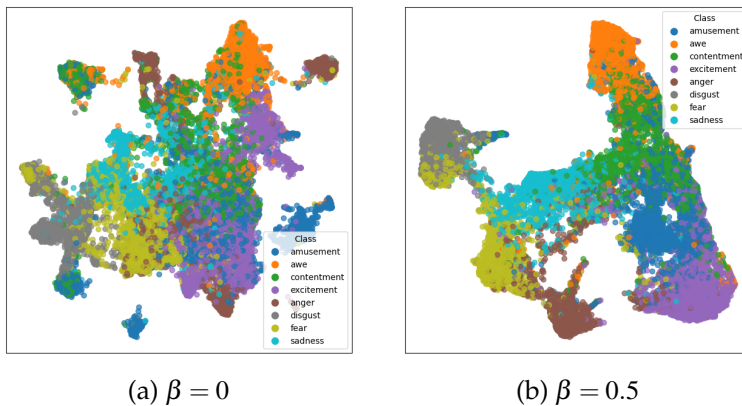 Class
amusement
awe
contentment
excitement
anger
disgust
fear
sadness
Class
amusement
awe
contentment
excitement
anger
disgust
fear
sadness
(a) β = 0
(b) β = 0.5